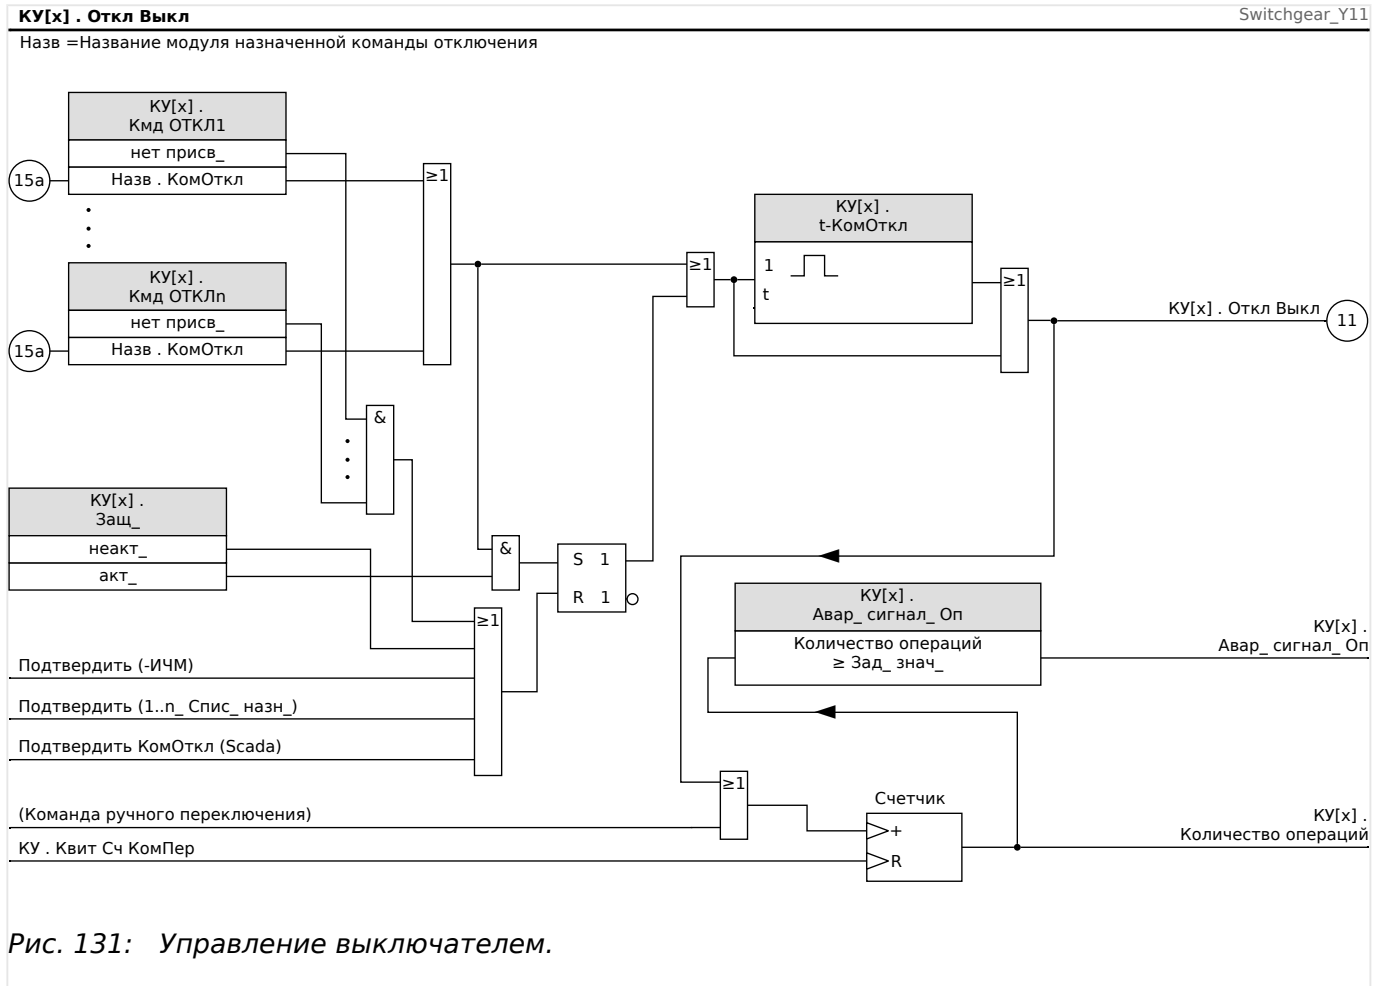 КУ[x] . Откл Выкл
Switchgear_Y11
Назв =Название модуля назначенной команды отключения
КУ[x] .
Кмд ОТКЛ1
нет присв_
15a
Назв . КомОткл
≥1
КУ[x] .
t-КомОткл
1
t
≥1
≥1
КУ[x] . Откл Выкл
11
КУ[x] .
Кмд ОТКЛn
нет присв_
15a
Назв . КомОткл
&
КУ[x] .
Защ_
неакт_
акт_
&
S 1
R 1
≥1
КУ[x] .
Авар_ сигнал_ Оп
Количество операций
≥ Зад_ знач_
КУ[x] .
Авар_ сигнал_ Оп
Подтвердить (-ИЧМ)
Подтвердить (1..n_ Спис_ назн_)
Подтвердить КомОткл (Scada)
≥1
Счетчик
(Команда ручного переключения)
+
КУ[x] .
Количество операций
КУ . Квит Сч КомПер
R
Рис. 131: Управление выключателем.